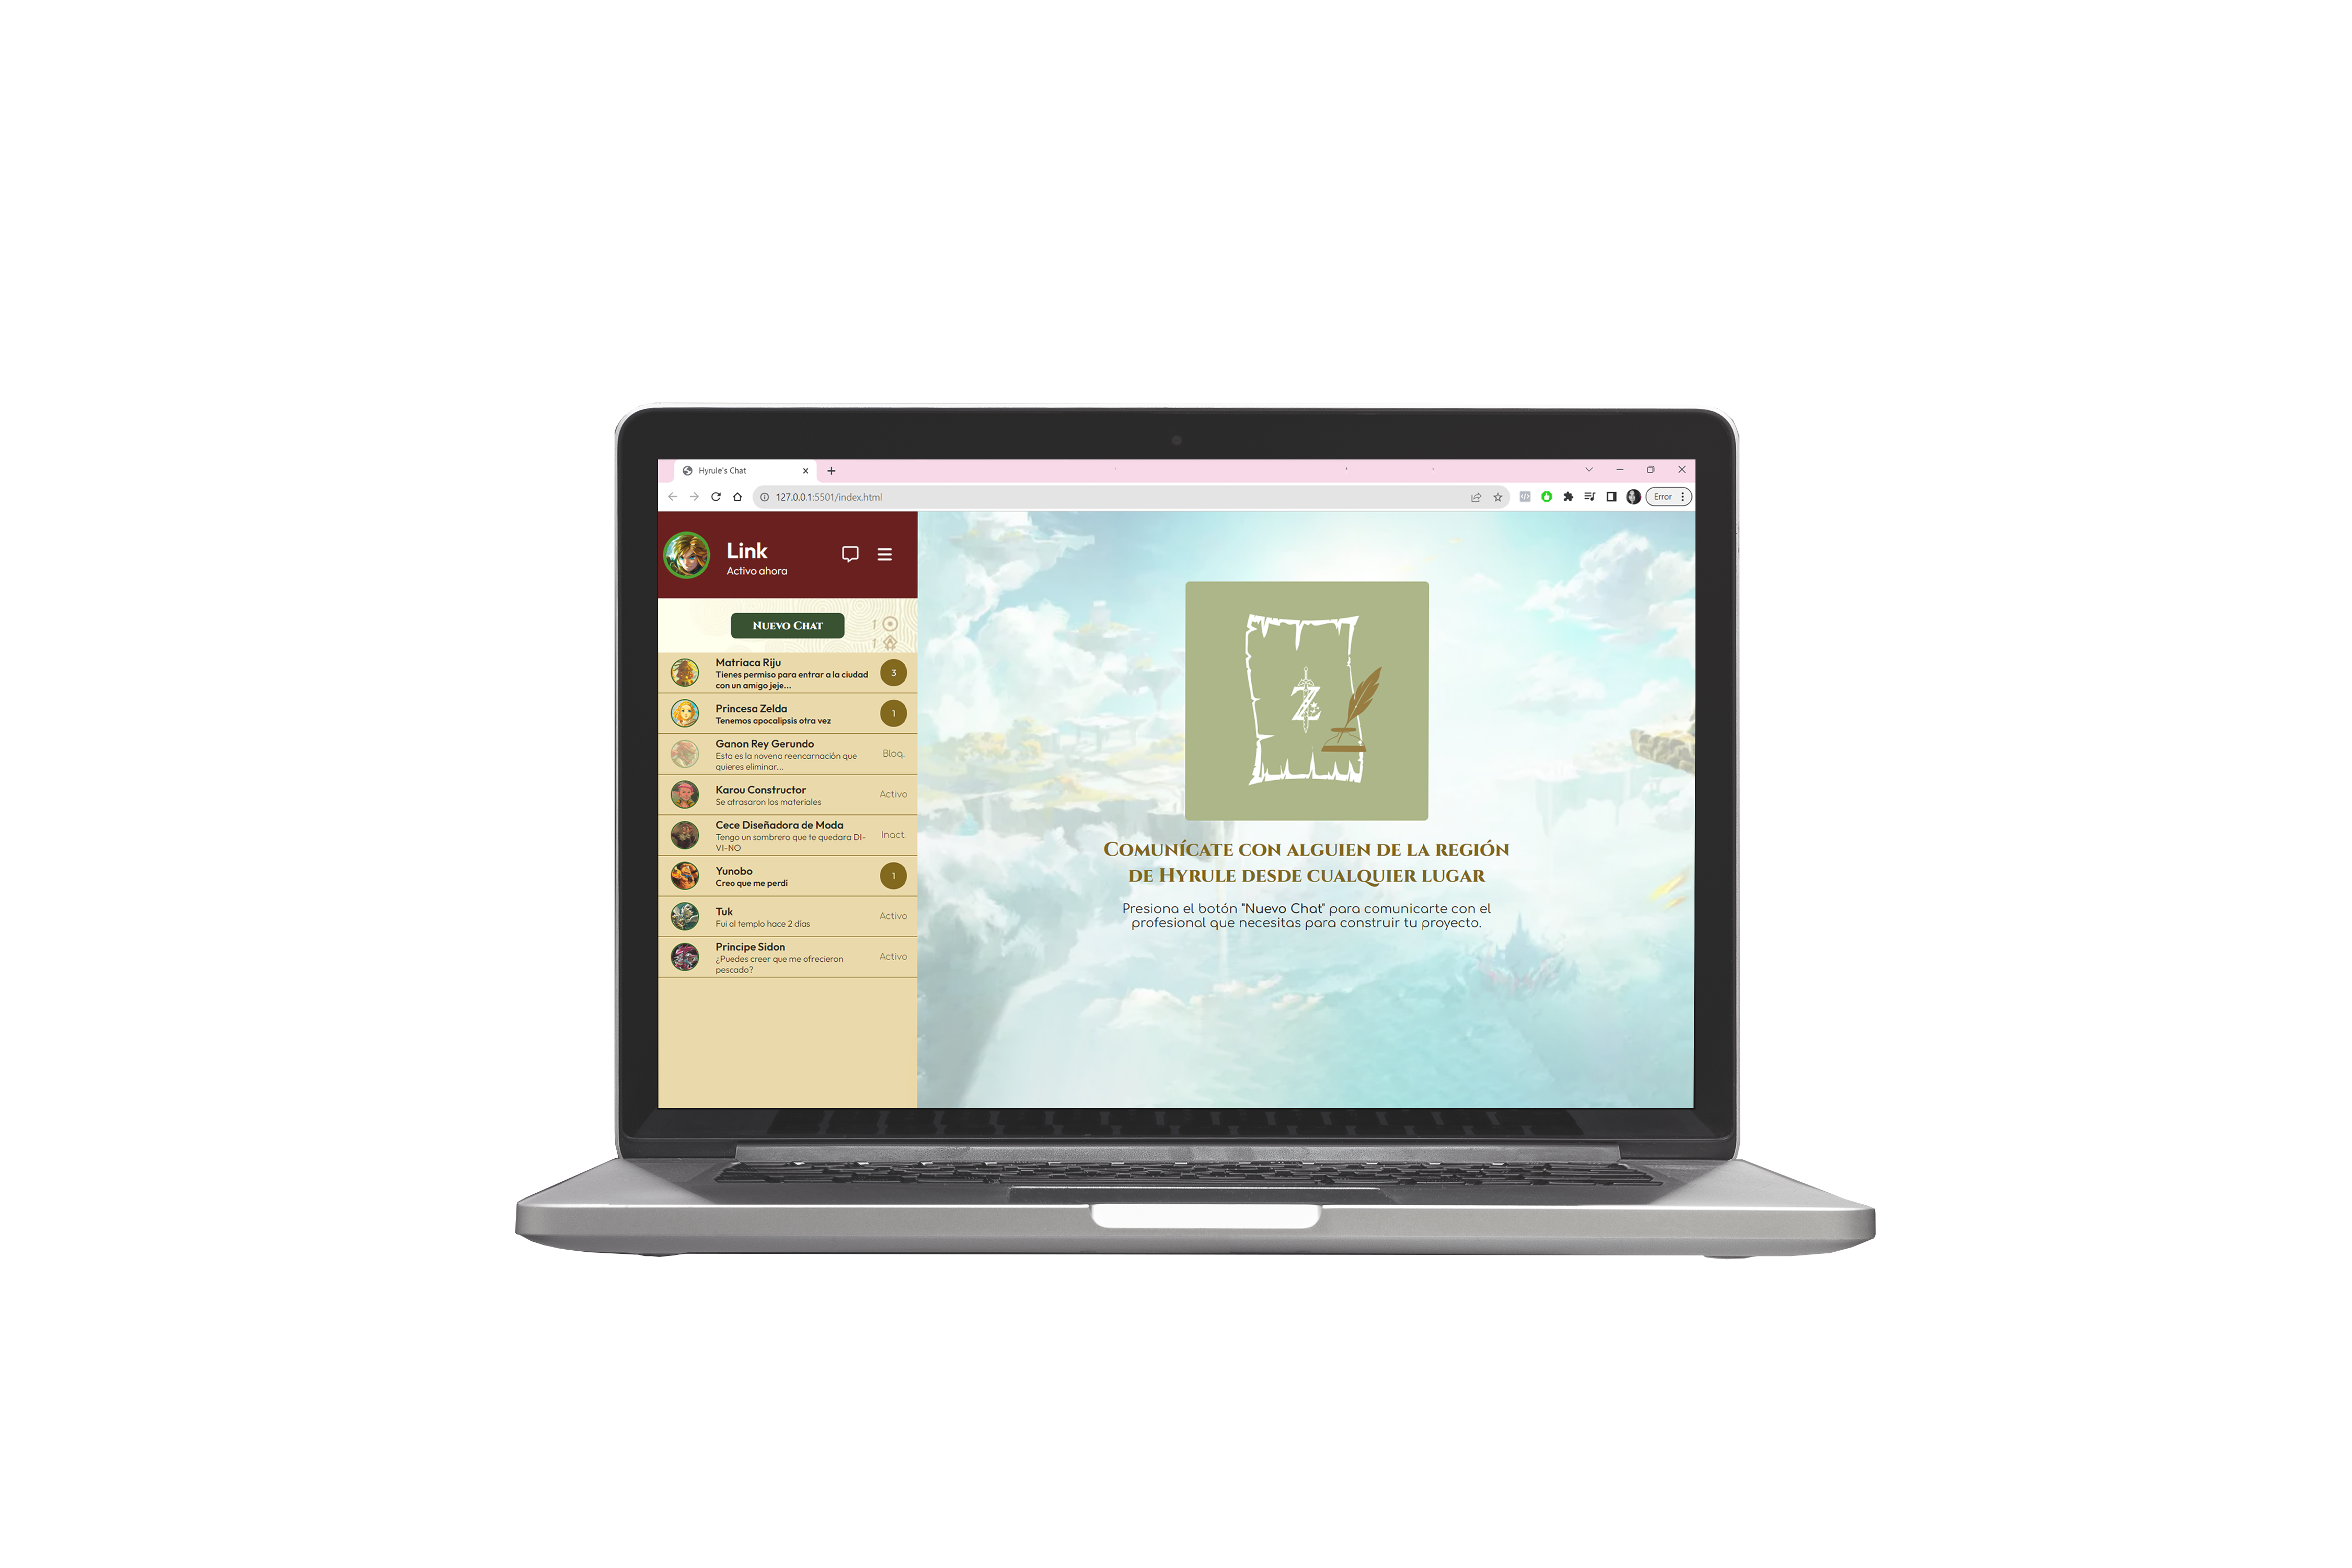 Hyrule's Chat
127.0.0.1:5501/index.html
Error
Link
Activo ahora
Nuevo Chat
1
1
Matriaca Riju
Tienes permiso para entrar a la ciudad
con un amigo jeje...
3
Princesa Zelda
Tenemos apocalipsis otra vez
1
Ganon Rey Gerundo
Esta es la novena reencarnación que
quieres eliminar...
Bloq.
Karou Constructor
Se atrasaron los materiales
Activo
Cece Diseñadora de Moda
Tengo un sombrero que te quedara DI-
VI-NO
Inact.
Yunobo
Creo que me perdi
1
Tuk
Fui al templo hace 2 dias
Activo
Principe Sidon
¿Puedes creer que me ofrecieron
pescado?
Activo
Z
Comunícate con alguien de la región
de Hyrule desde cualquier lugar
Presiona el botón "Nuevo Chat" para comunicarte con el
profesional que necesitas para construir tu proyecto.